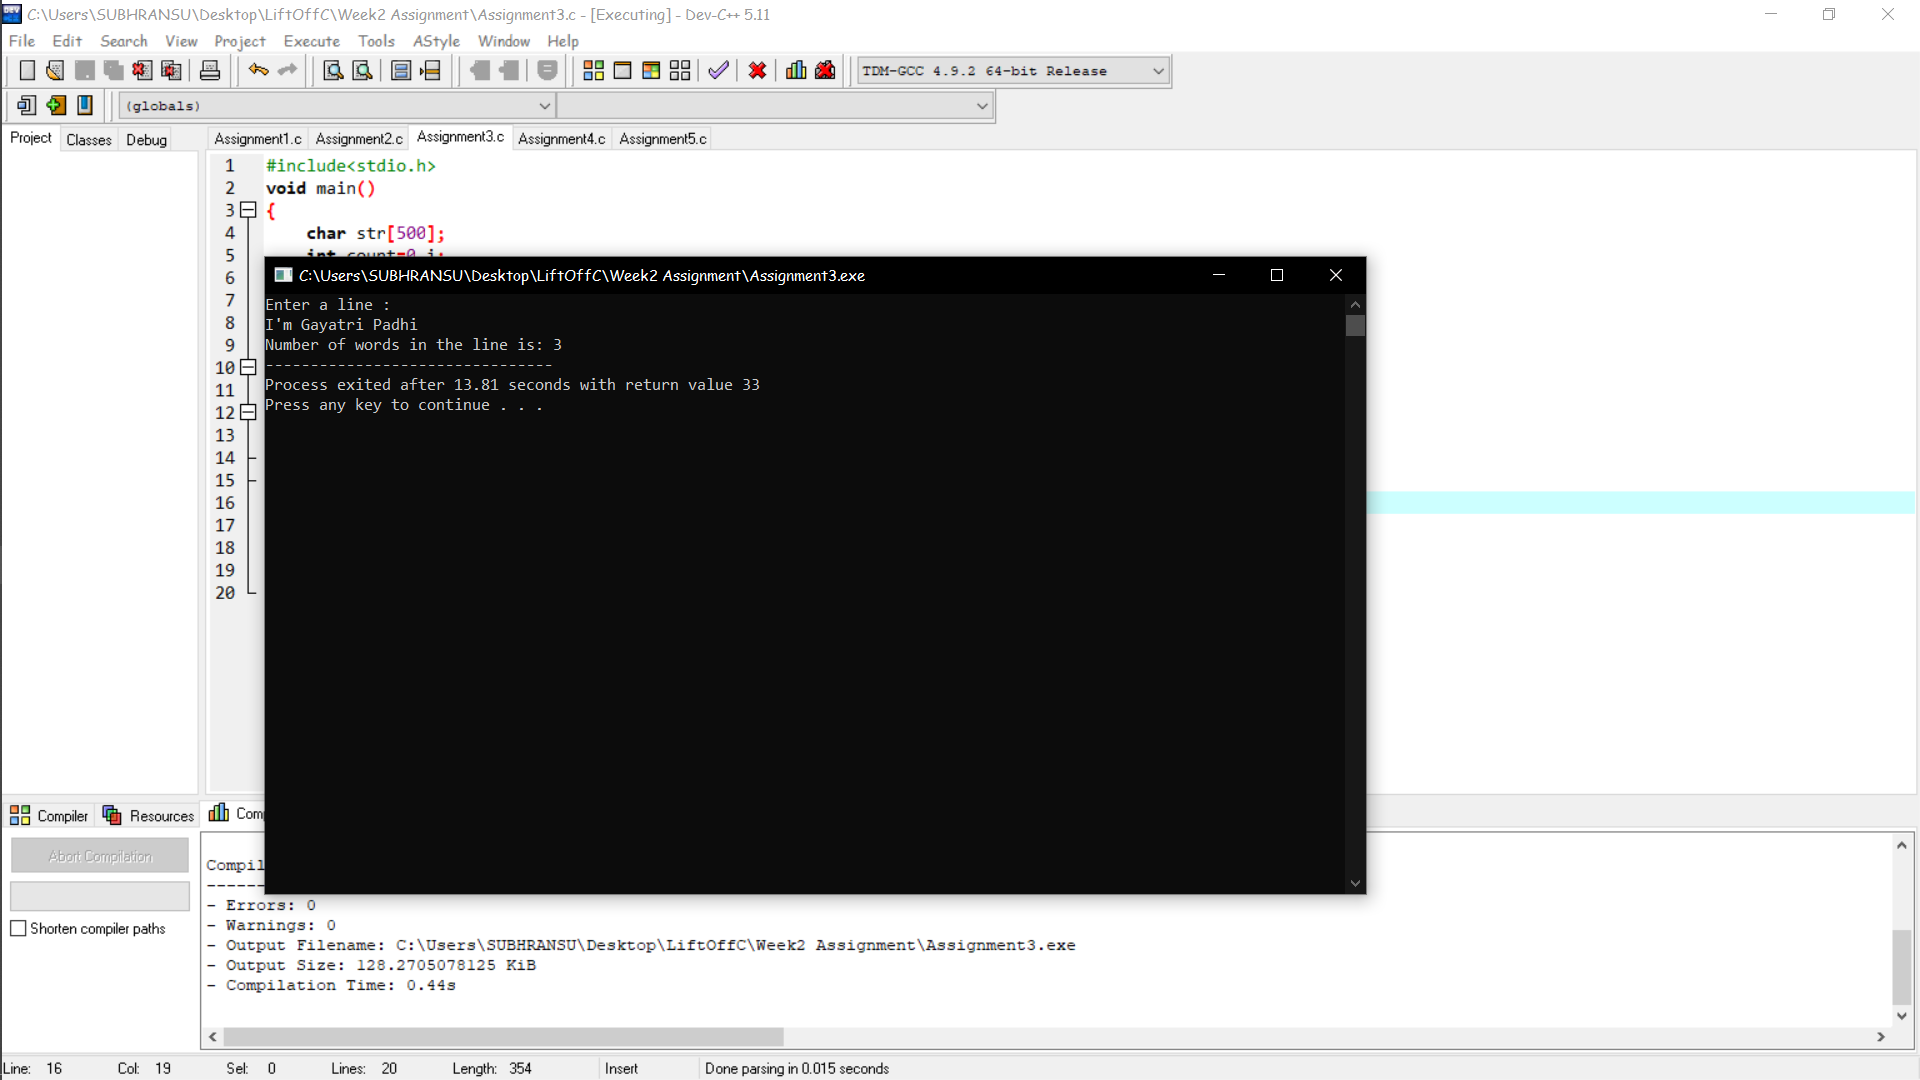 C:\Users\SUBHRANSU\Desktop\LiftOffC\Week2 Assignment\Assignment3.c - [Executing] - Dev-C++ 5.11
File Edit Search View Project Execute Tools AStyle Window Help
TDM-GCC 4.9.2 64-bit Release
(globals)
Project Classes Debug
Assignment1.c Assignment2.c Assignment3.c Assignment4.c Assignment5.c
1 #include<stdio.h>
2 void main()
3 {
4 char str[500];
5 int count=0,i;
6
7
8
9
10
11
12
13
14
15
16
17
18
19
20
C:\Users\SUBHRANSU\Desktop\LiftOffC\Week2 Assignment\Assignment3.exe
Enter a line :
I'm Gayatri Padhi
Number of words in the line is: 3
--------------------------------
Process exited after 13.81 seconds with return value 33
Press any key to continue . . .
Compiler Resources Comp
Abort Compilation
Shorten compiler paths
Compil
------
- Errors: 0
- Warnings: 0
- Output Filename: C:\Users\SUBHRANSU\Desktop\LiftOffC\Week2 Assignment\Assignment3.exe
- Output Size: 128.2705078125 KiB
- Compilation Time: 0.44s
Line: 16 Col: 19 Sel: 0 Lines: 20 Length: 354 Insert Done parsing in 0.015 seconds